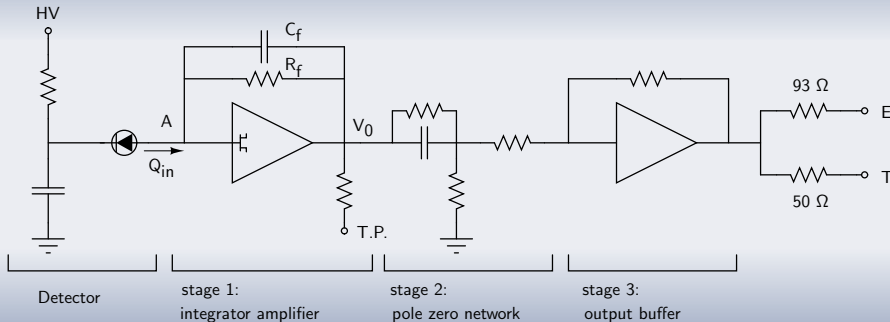 HV
C_f
R_f
93 Ω
E
A
V_0
Q_in
T
50 Ω
T.P.
Detector
stage 1:
integrator amplifier
stage 2:
pole zero network
stage 3:
output buffer